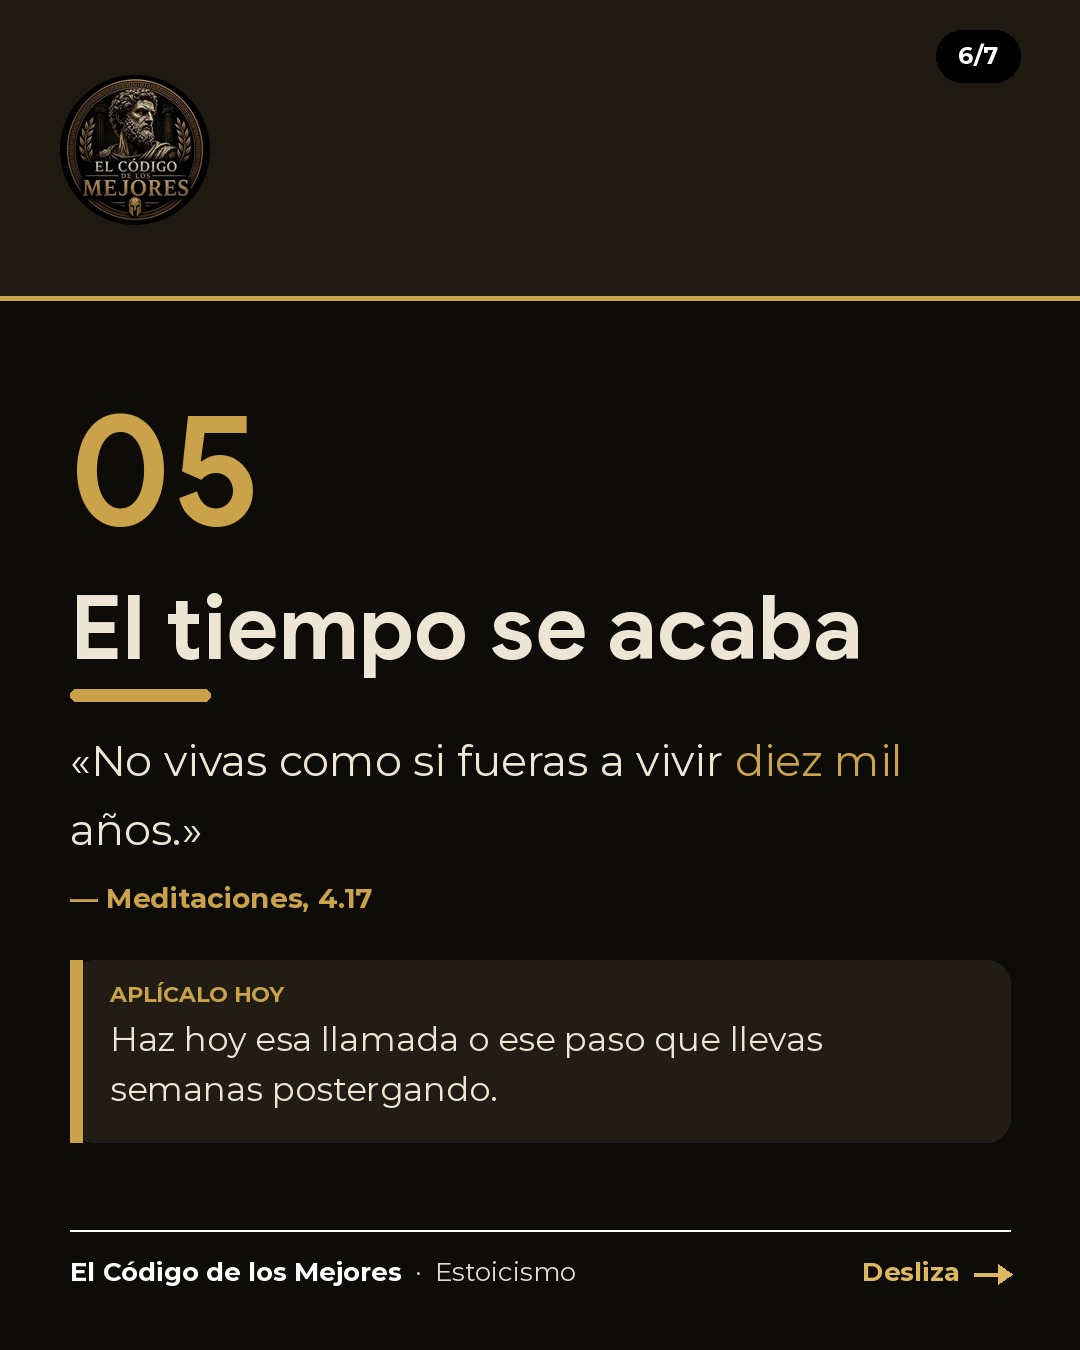 6/7
EL CÓDIGO
DE LOS
MEJORES
05
El tiempo se acaba
«No vivas como si fueras a vivir diez mil
años.»
— Meditaciones, 4.17
APLÍCALO HOY
Haz hoy esa llamada o ese paso que llevas
semanas postergando.
El Código de los Mejores · Estoicismo
Desliza